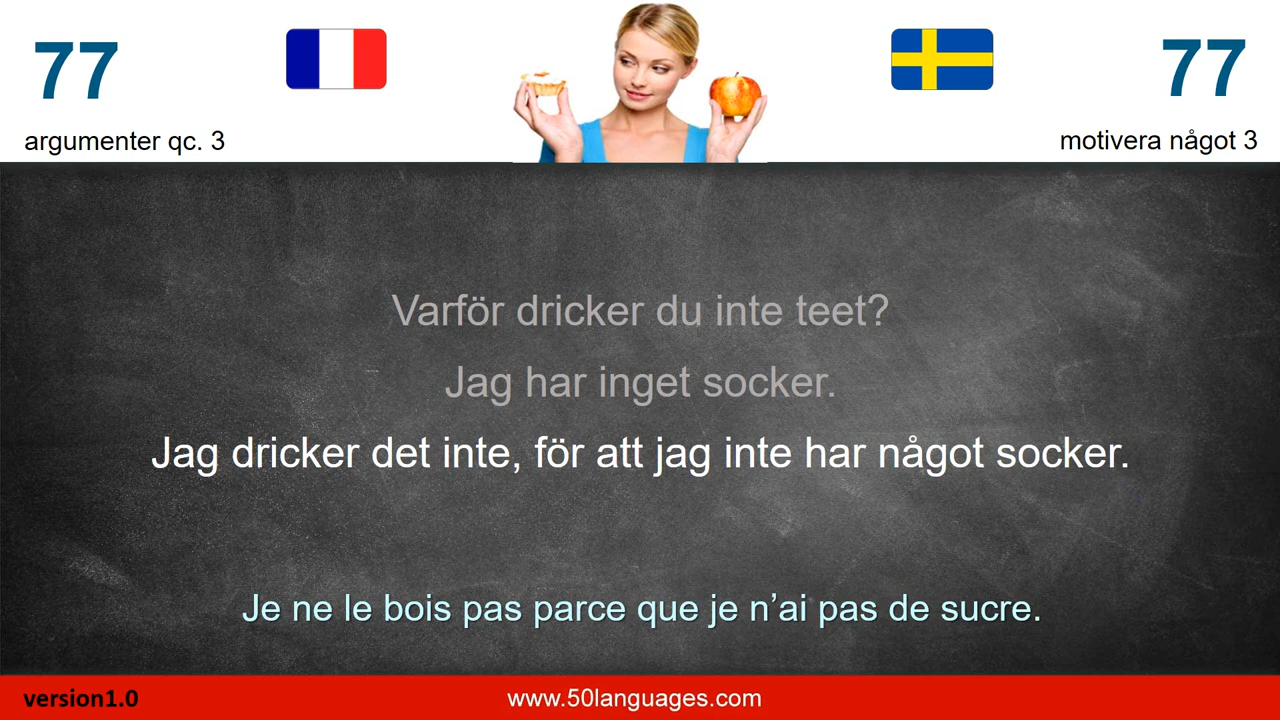 77
77
argumenter qc. 3
motivera något 3
Varför dricker du inte teet?
Jag har inget socker.
Jag dricker det inte, för att jag inte har något socker.
Je ne le bois pas parce que je n’ai pas de sucre.
version1.0
www.50languages.com